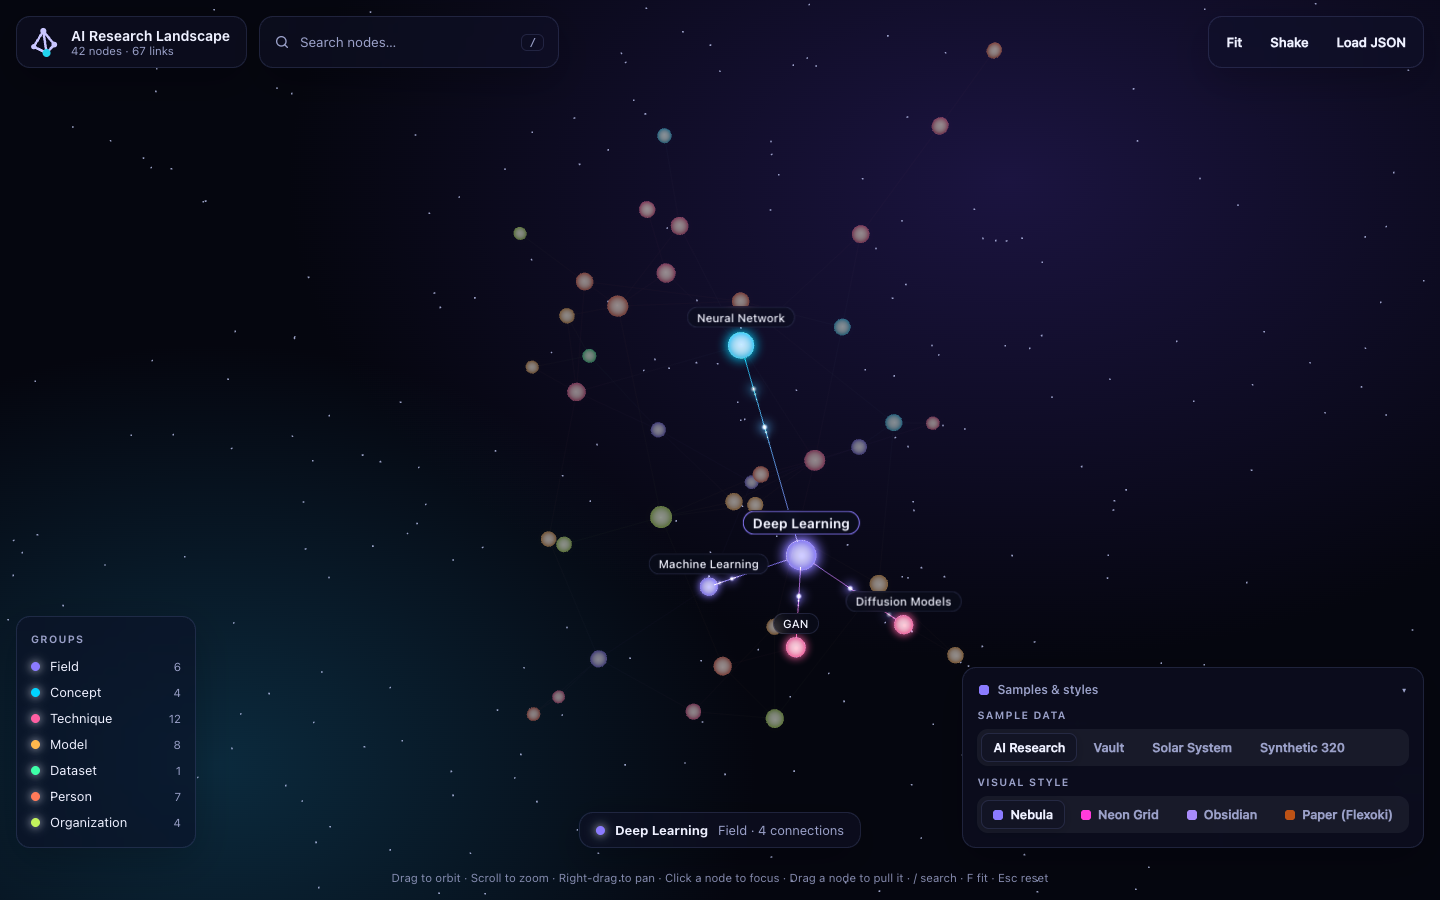 AI Research Landscape
42 nodes · 67 links
Search nodes...
/
Fit
Shake
Load JSON
Neural Network
Deep Learning
Machine Learning
Diffusion Models
GAN
GROUPS
Field 6
Concept 4
Technique 12
Model 8
Dataset 1
Person 7
Organization 4
Samples & styles
SAMPLE DATA
AI Research Vault Solar System Synthetic 320
VISUAL STYLE
Nebula Neon Grid Obsidian Paper (Flexoki)
Deep Learning Field · 4 connections
Drag to orbit · Scroll to zoom · Right-drag to pan · Click a node to focus · Drag a node to pull it · / search · F fit · Esc reset